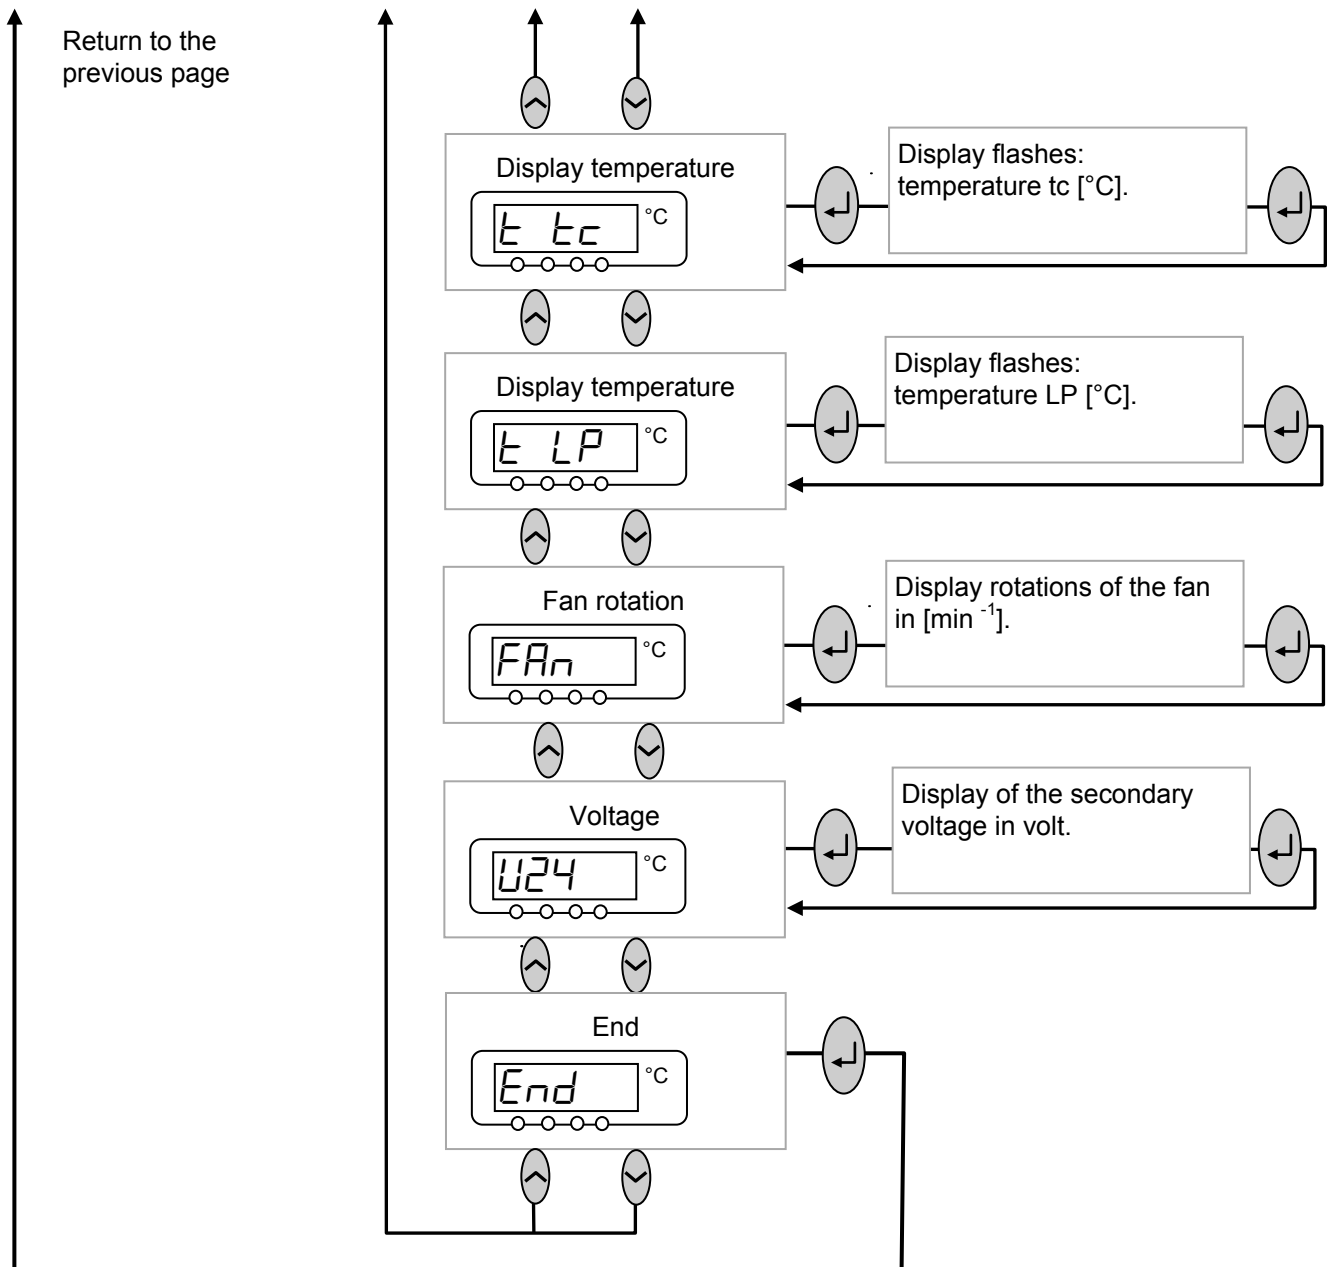 Return to the
previous page
Display temperature
t tc °C
Display flashes:
temperature tc [°C].
Display temperature
t LP °C
Display flashes:
temperature LP [°C].
Fan rotation
FAn °C
Display rotations of the fan
in [min -1].
Voltage
U24 °C
Display of the secondary
voltage in volt.
End
End °C